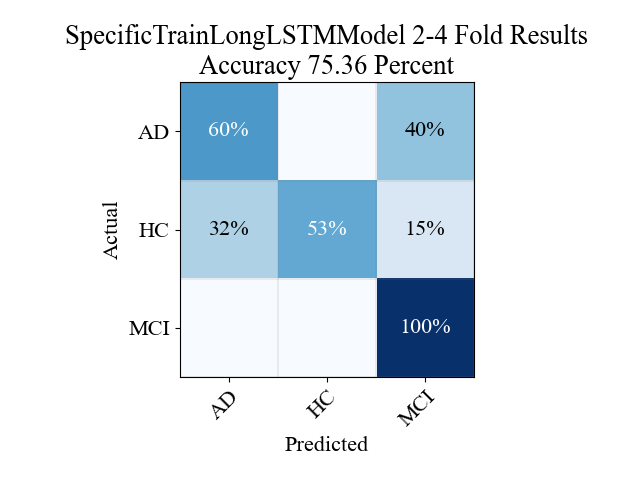 SpecificTrainLongLSTMModel 2-4 Fold Results
Accuracy 75.36 Percent
AD 60% 40%
HC 32% 53% 15%
MCI 100%
Actual
AD HC MCI
Predicted